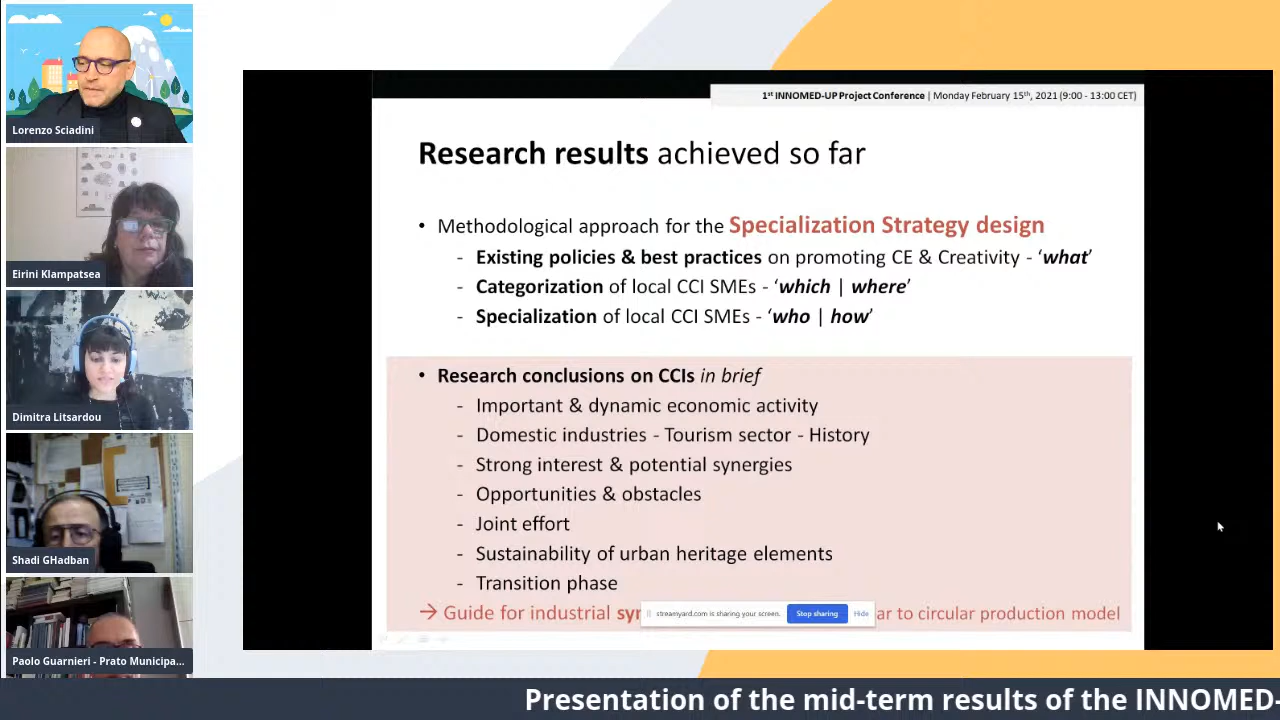 Lorenzo Sciadini
Eirini Klampatsea
Dimitra Litsardou
Shadi GHadban
Paolo Guarnieri - Prato Municipa...
1st INNOMED-UP Project Conference | Monday February 15th, 2021 (9:00 - 13:00 CET)
Research results achieved so far
• Methodological approach for the Specialization Strategy design
- Existing policies & best practices on promoting CE & Creativity - ‘what’
- Categorization of local CCI SMEs - ‘which | where’
- Specialization of local CCI SMEs - ‘who | how’
• Research conclusions on CCIs in brief
- Important & dynamic economic activity
- Domestic industries - Tourism sector - History
- Strong interest & potential synergies
- Opportunities & obstacles
- Joint effort
- Sustainability of urban heritage elements
- Transition phase
→ Guide for industrial syn
streamyard.com is sharing your screen. Stop sharing Hide
ar to circular production model
Presentation of the mid-term results of the INNOMED-